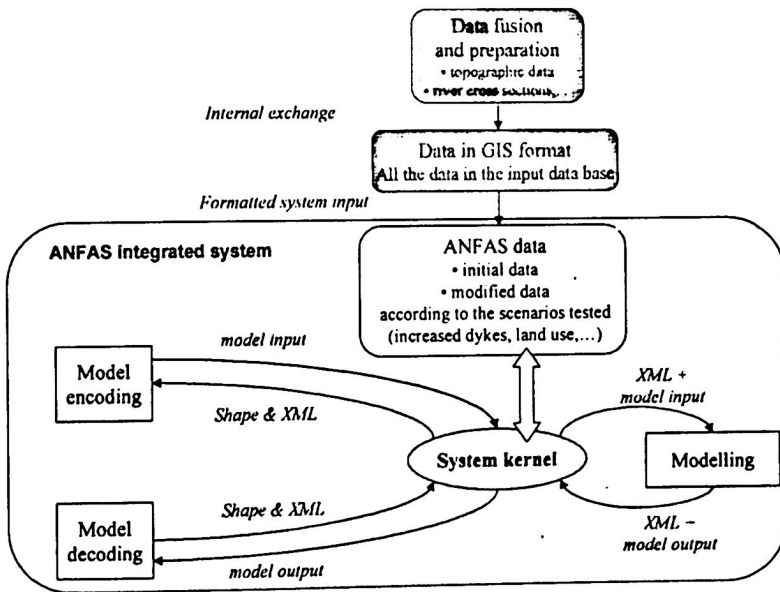 Data fusion
and preparation
• topographic data
• river cross sections, ...
Internal exchange
Data in GIS format
All the data in the input data base
Formatted system input
ANFAS integrated system
ANFAS data
• initial data
• modified data
according to the scenarios tested
(increased dykes, land use,...)
model input
Model
encoding
Shape & XML
XML +
model input
System kernel
Modelling
Shape & XML
Model
decoding
model output
XML –
model output